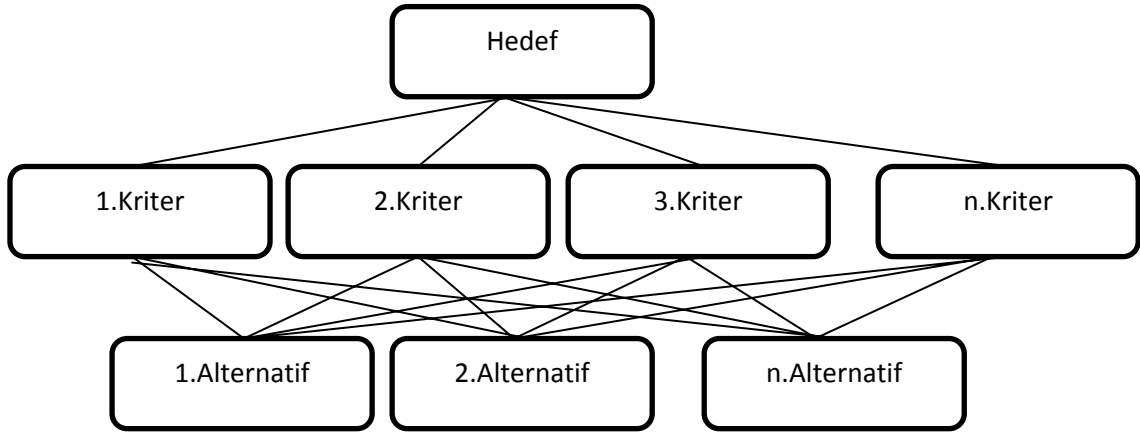 Hedef
1.Kriter
2.Kriter
3.Kriter
n.Kriter
1.Alternatif
2.Alternatif
n.Alternatif